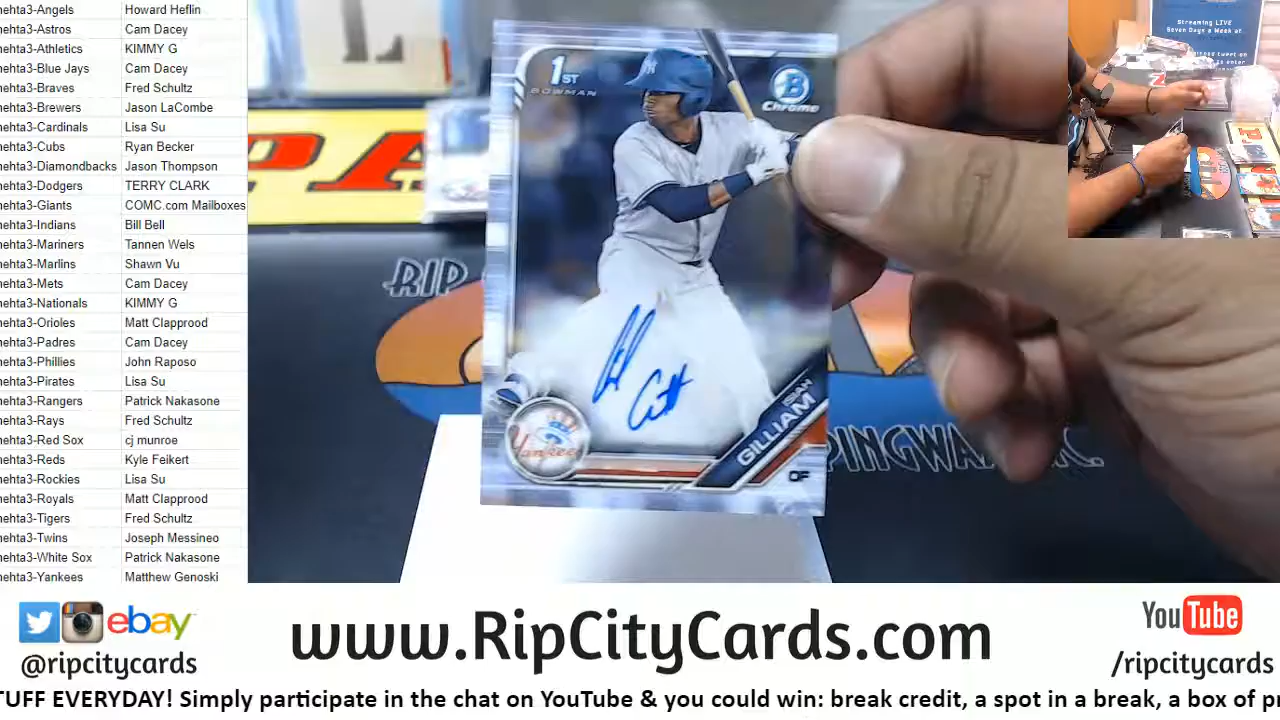 nehta3-Angels Howard Heflin
nehta3-Astros Cam Dacey
nehta3-Athletics KIMMY G
nehta3-Blue Jays Cam Dacey
nehta3-Braves Fred Schultz
nehta3-Brewers Jason LaCombe
nehta3-Cardinals Lisa Su
nehta3-Cubs Ryan Becker
nehta3-Diamondbacks Jason Thompson
nehta3-Dodgers TERRY CLARK
nehta3-Giants COMC.com Mailboxes
nehta3-Indians Bill Bell
nehta3-Mariners Tannen Wels
nehta3-Marlins Shawn Vu
nehta3-Mets Cam Dacey
nehta3-Nationals KIMMY G
nehta3-Orioles Matt Clapprood
nehta3-Padres Cam Dacey
nehta3-Phillies John Raposo
nehta3-Pirates Lisa Su
nehta3-Rangers Patrick Nakasone
nehta3-Rays Fred Schultz
nehta3-Red Sox cj munroe
nehta3-Reds Kyle Feikert
nehta3-Rockies Lisa Su
nehta3-Royals Matt Clapprood
nehta3-Tigers Fred Schultz
nehta3-Twins Joseph Messineo
nehta3-White Sox Patrick Nakasone
nehta3-Yankees Matthew Genoski
1ST
BOWMAN
B
Chrome
Yankees
ISIAH
GILLIAM
OF
RIP
PA
Streaming LIVE
Seven Days a Week at
ebay
@ripcitycards
www.RipCityCards.com
YouTube
/ripcitycards
TUFF EVERYDAY! Simply participate in the chat on YouTube & you could win: break credit, a spot in a break, a box of pr